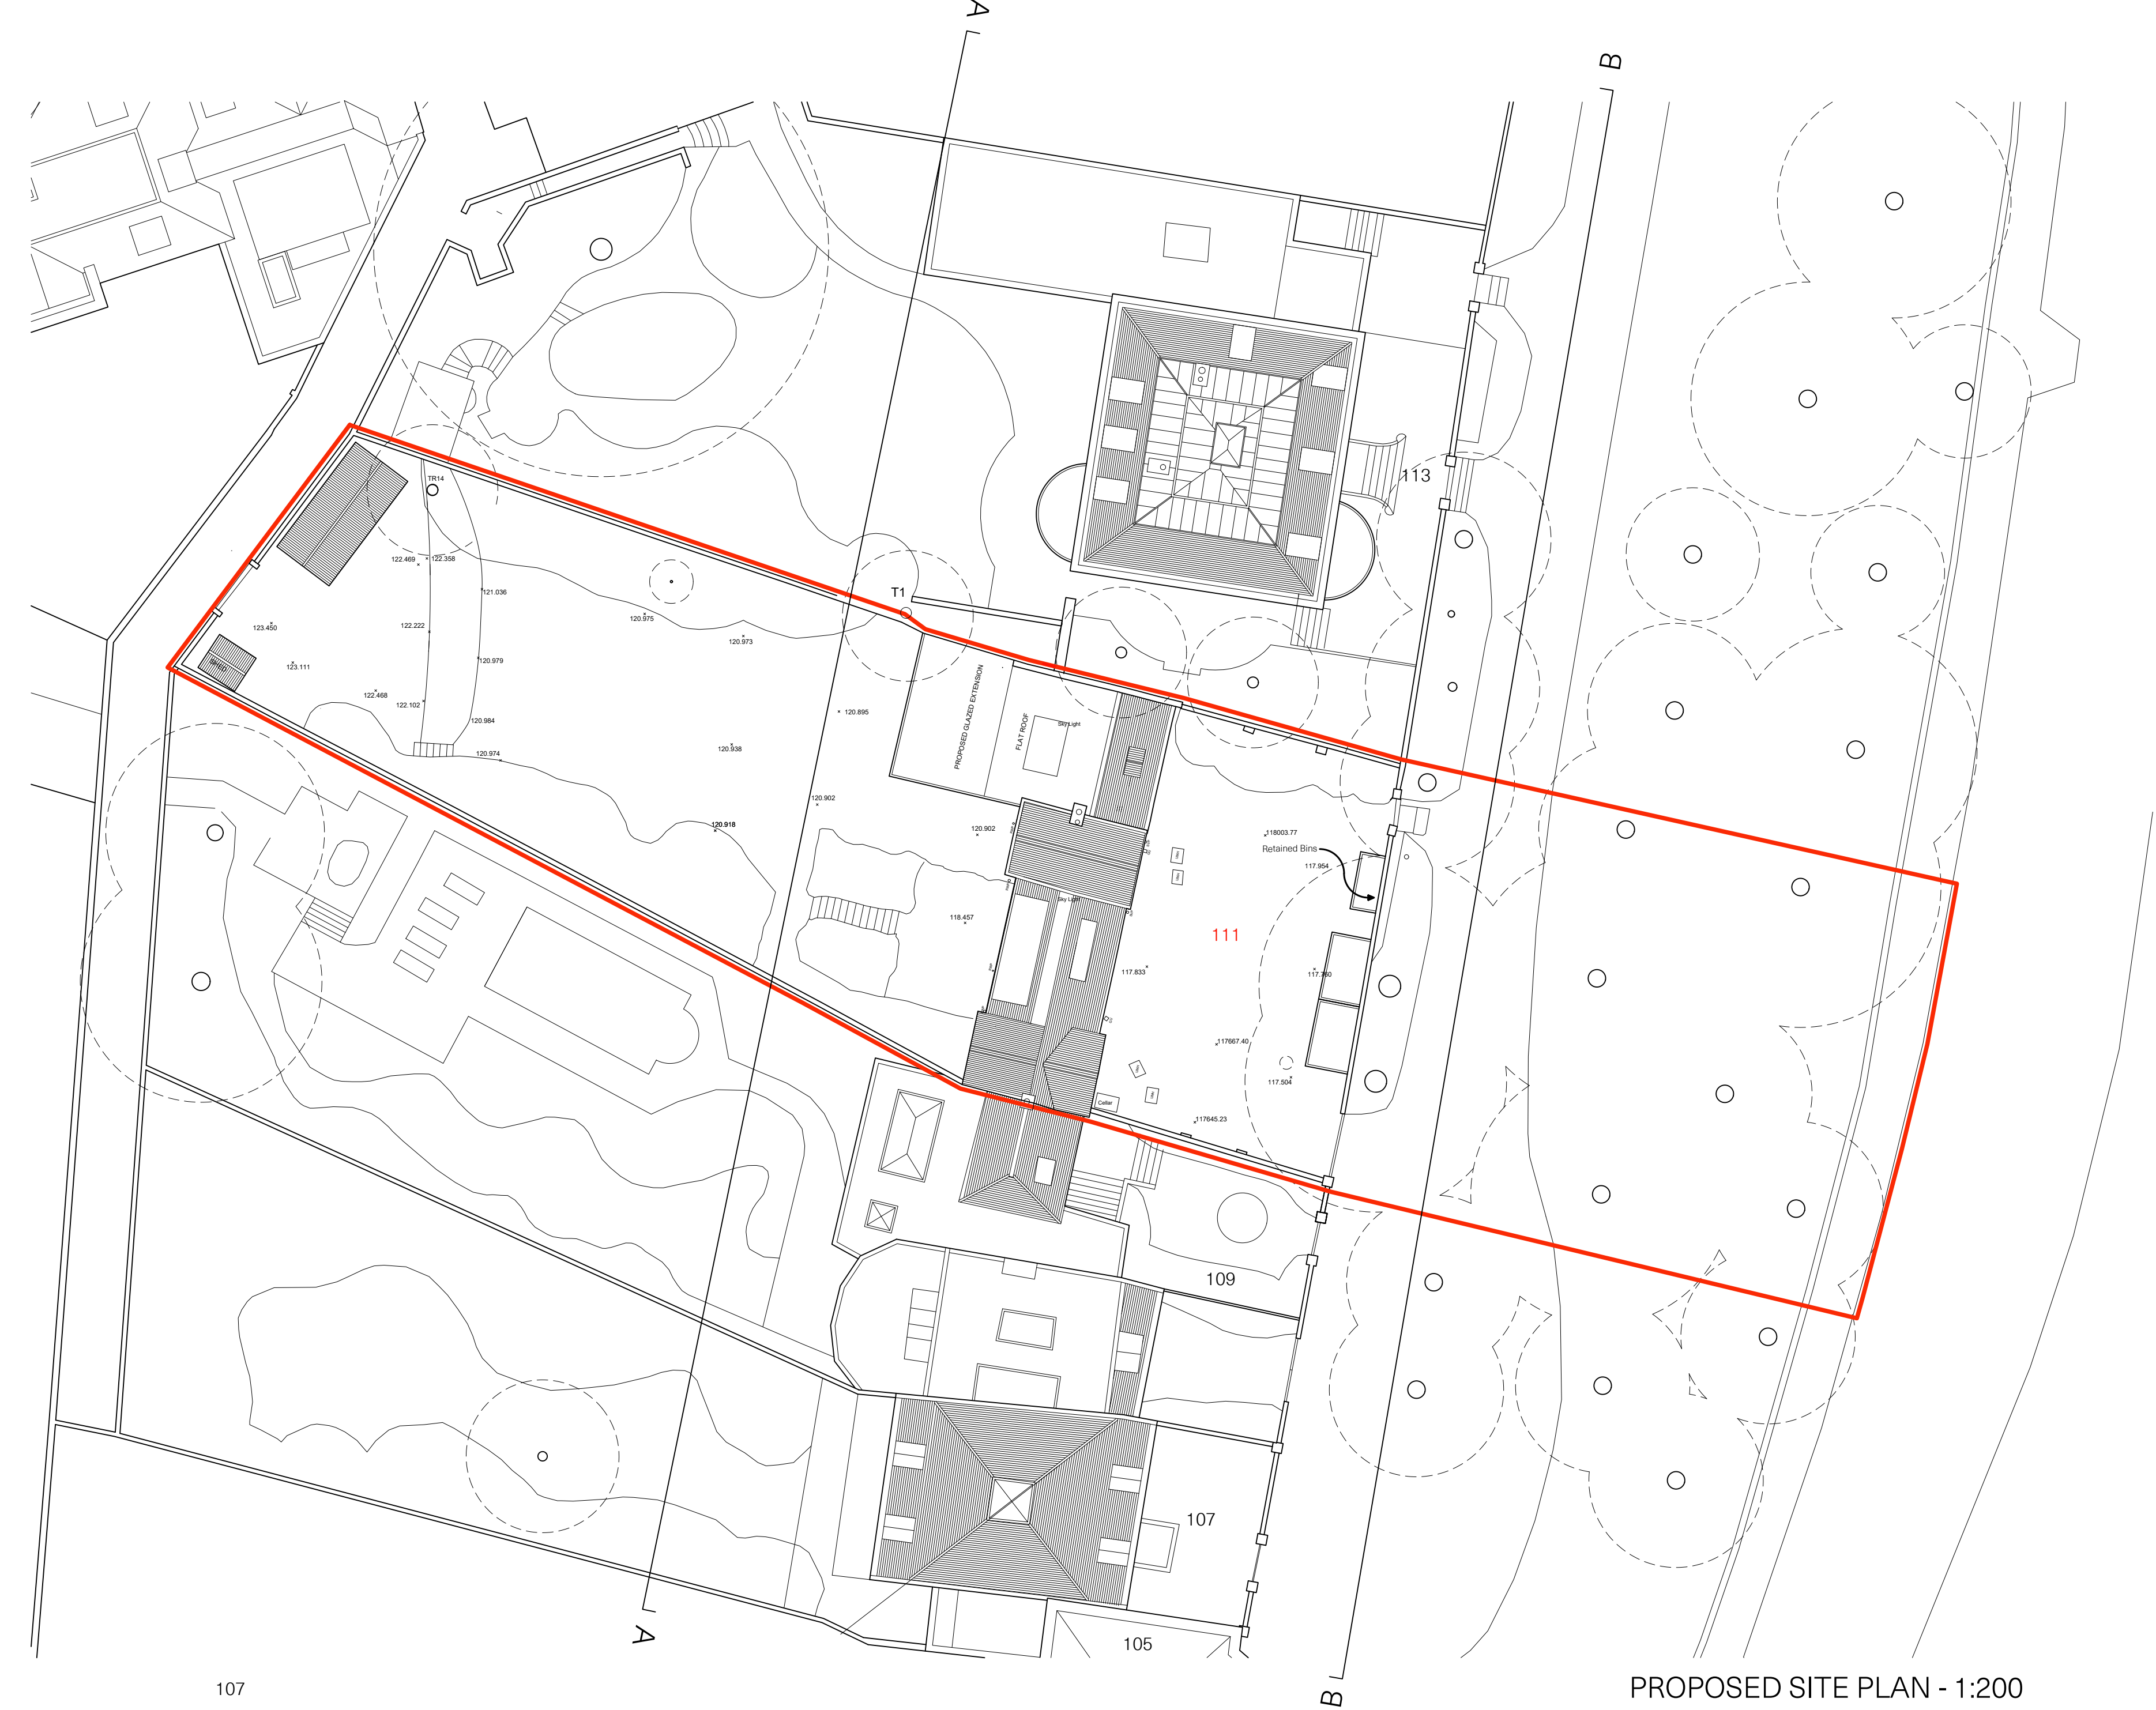 A
B
113
TR14
122.469
122.358
121.036
T1
120.975
123.450
122.222
120.973
120.979
123.111
SHED
122.468
122.102
120.984
120.895
PROPOSED GLAZED EXTENSION
FLAT ROOF
Sky Light
120.938
120.974
120.902
120.918
120.902
118003.77
Retained Bins
117.954
Sky Light
118.457
111
117.833
117.760
117667.40
117.504
Cellar
117645.23
109
107
A
105
107
B
PROPOSED SITE PLAN - 1:200